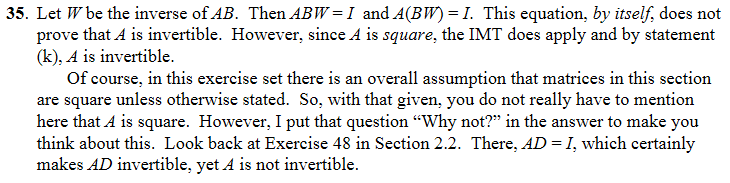 35. Let W be the inverse of AB. Then ABW = I and A(BW) = I. This equation, by itself, does not
prove that A is invertible. However, since A is square, the IMT does apply and by statement
(k), A is invertible.
Of course, in this exercise set there is an overall assumption that matrices in this section
are square unless otherwise stated. So, with that given, you do not really have to mention
here that A is square. However, I put that question “Why not?” in the answer to make you
think about this. Look back at Exercise 48 in Section 2.2. There, AD = I, which certainly
makes AD invertible, yet A is not invertible.